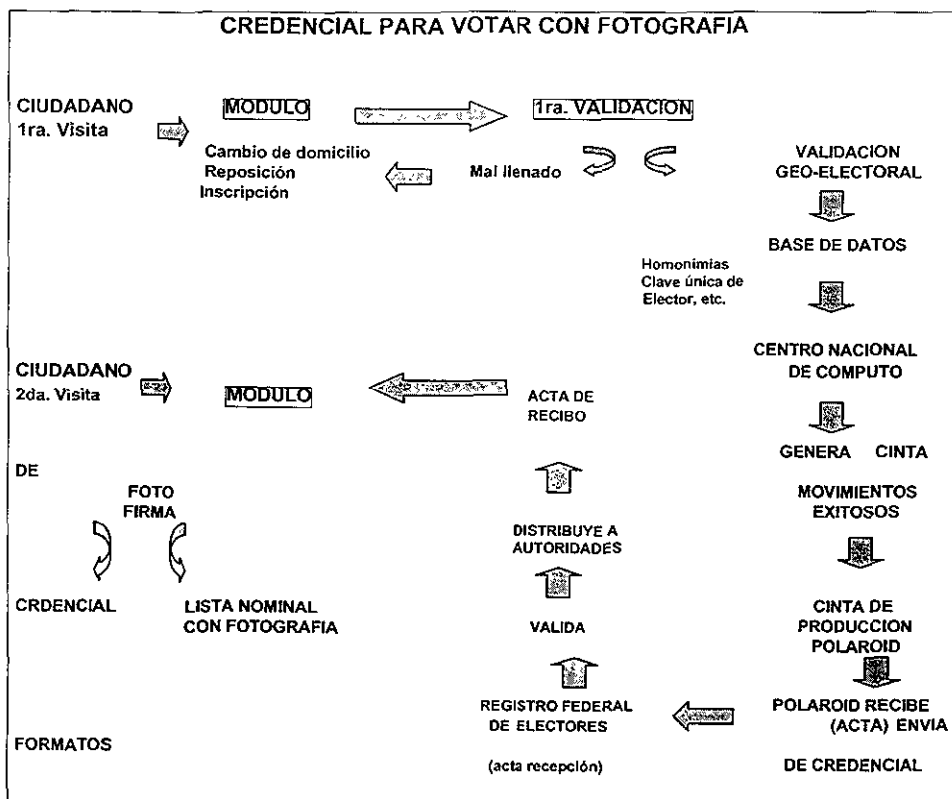 CREDENCIAL PARA VOTAR CON FOTOGRAFIA
CIUDADANO
1ra. Visita
MODULO
1ra. VALIDACION
Cambio de domicilio
Reposición
Inscripción
Mal llenado
VALIDACION
GEO-ELECTORAL
BASE DE DATOS
Homonimias
Clave única de
Elector, etc.
CENTRO NACIONAL
DE COMPUTO
CIUDADANO
2da. Visita
MODULO
ACTA DE
RECIBO
GENERA CINTA
DE
FOTO
FIRMA
MOVIMIENTOS
EXITOSOS
DISTRIBUYE A
AUTORIDADES
CRDENCIAL
LISTA NOMINAL
CON FOTOGRAFIA
VALIDA
CINTA DE
PRODUCCION
POLAROID
REGISTRO FEDERAL
DE ELECTORES
POLAROID RECIBE
(ACTA) ENVIA
FORMATOS
(acta recepción)
DE CREDENCIAL